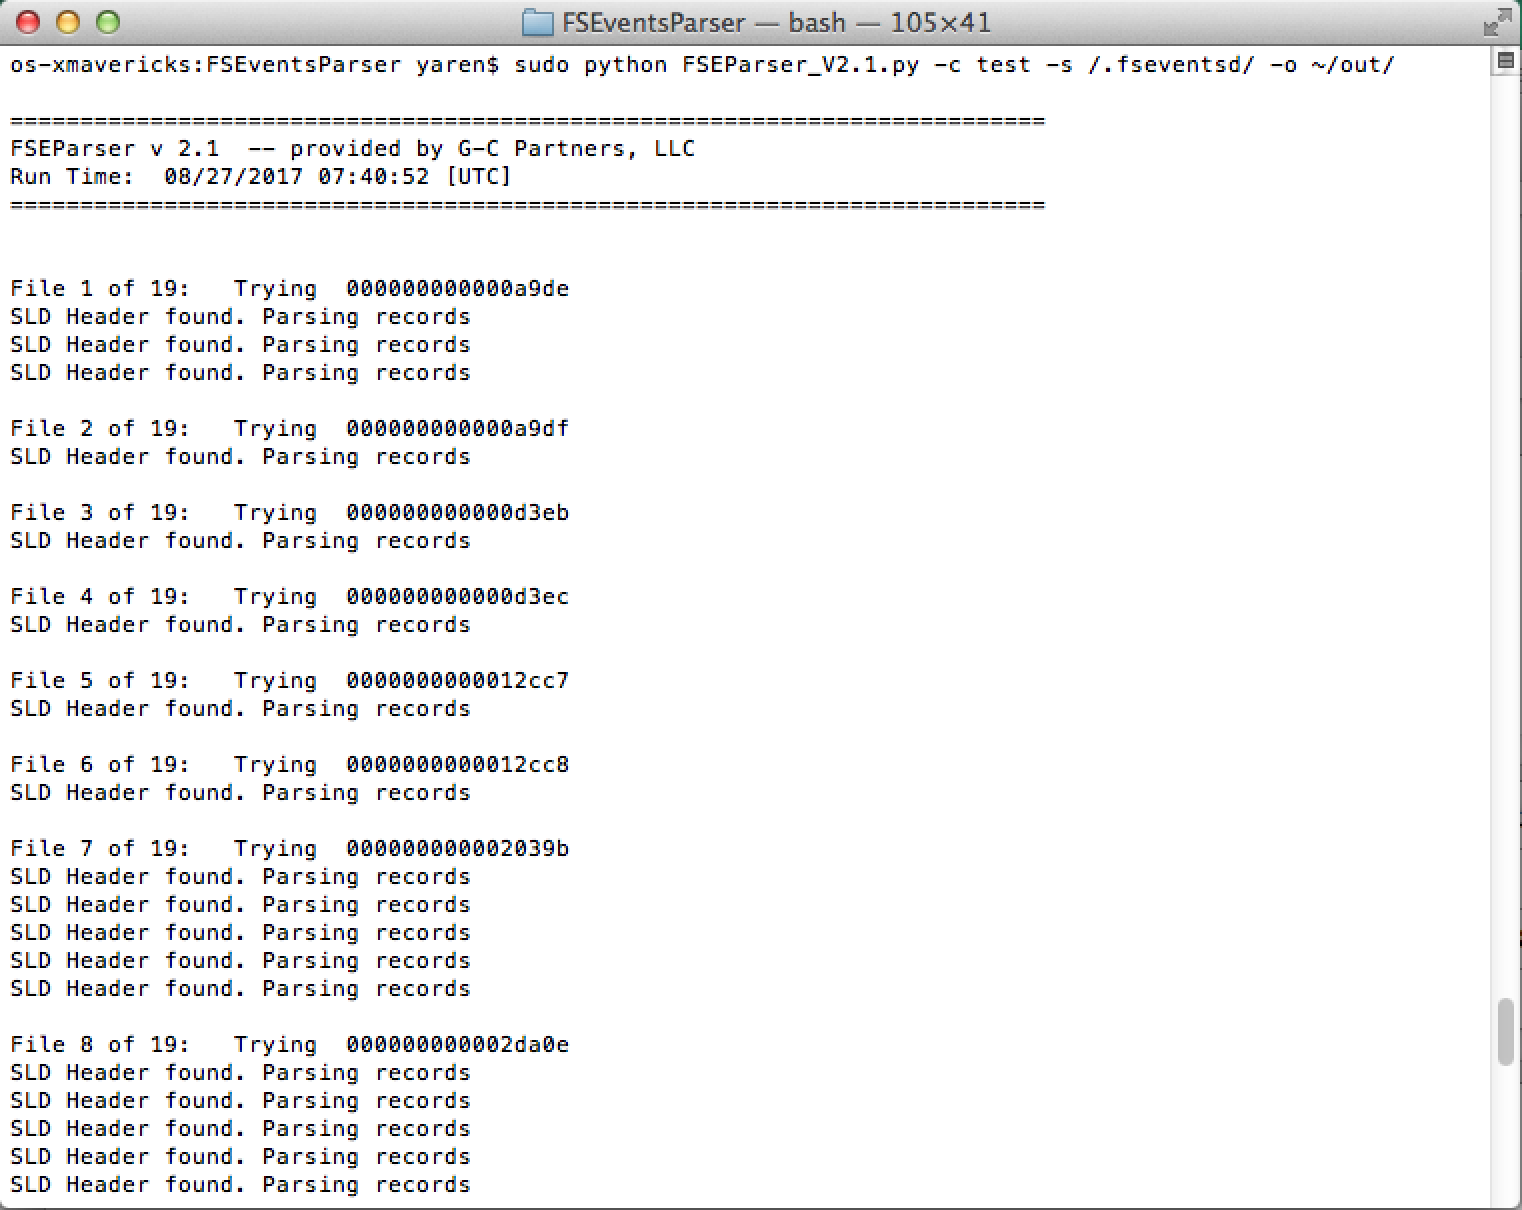 FSEventsParser — bash — 105×41
os-xmavericks:FSEventsParser yaren$ sudo python FSEParser_V2.1.py -c test -s /.fseventsd/ -o ~/out/
==========================================================================
FSEParser v 2.1  -- provided by G-C Partners, LLC
Run Time:  08/27/2017 07:40:52 [UTC]
==========================================================================
File 1 of 19:   Trying  000000000000a9de
SLD Header found. Parsing records
SLD Header found. Parsing records
SLD Header found. Parsing records
File 2 of 19:   Trying  000000000000a9df
SLD Header found. Parsing records
File 3 of 19:   Trying  000000000000d3eb
SLD Header found. Parsing records
File 4 of 19:   Trying  000000000000d3ec
SLD Header found. Parsing records
File 5 of 19:   Trying  0000000000012cc7
SLD Header found. Parsing records
File 6 of 19:   Trying  0000000000012cc8
SLD Header found. Parsing records
File 7 of 19:   Trying  000000000002039b
SLD Header found. Parsing records
SLD Header found. Parsing records
SLD Header found. Parsing records
SLD Header found. Parsing records
SLD Header found. Parsing records
File 8 of 19:   Trying  000000000002da0e
SLD Header found. Parsing records
SLD Header found. Parsing records
SLD Header found. Parsing records
SLD Header found. Parsing records
SLD Header found. Parsing records